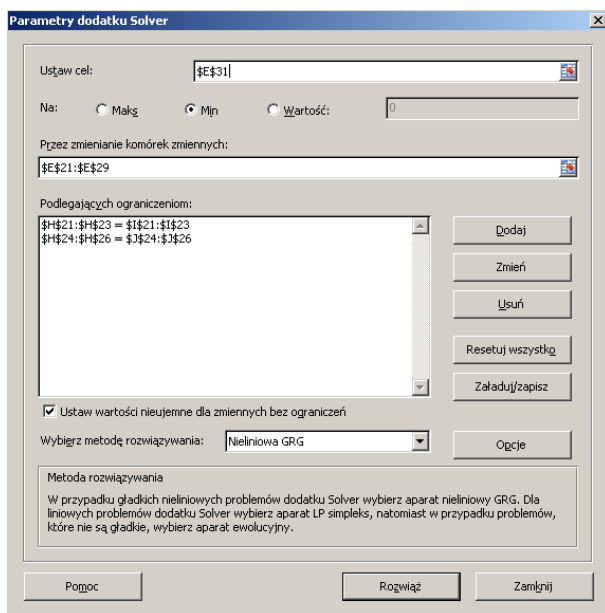 Parametry dodatku Solver
Ustaw cel: $E$31
Na: Maks Min Wartość: 0
Przez zmienianie komórek zmiennych:
$E$21:$E$29
Podlegających ograniczeniom:
$H$21:$H$23 = $I$21:$I$23
$H$24:$H$26 = $J$24:$J$26
Dodaj
Zmień
Usuń
Resetuj wszystko
Załaduj/zapisz
Ustaw wartości nieujemne dla zmiennych bez ograniczeń
Wybierz metodę rozwiązywania: Nieliniowa GRG
Opcje
Metoda rozwiązywania
W przypadku gładkich nieliniowych problemów dodatku Solver wybierz aparat nieliniowy GRG. Dla
liniowych problemów dodatku Solver wybierz aparat LP simpleks, natomiast w przypadku problemów,
które nie są gładkie, wybierz aparat ewolucyjny.
Pomoc
Rozwiąż
Zamknij